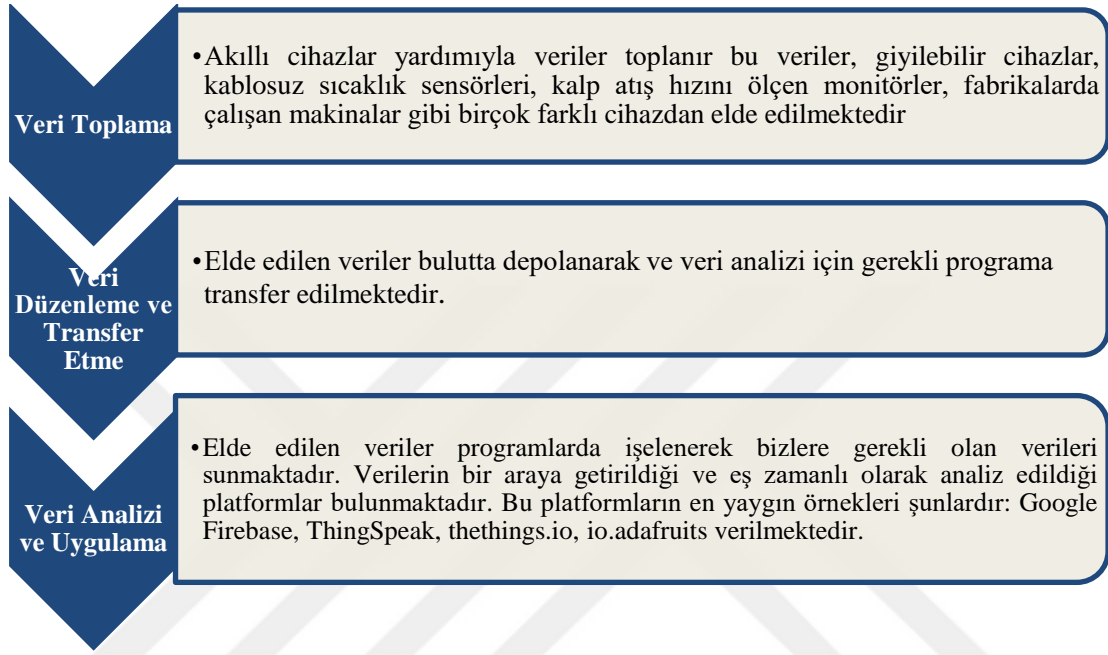 Veri Toplama
•Akıllı cihazlar yardımıyla veriler toplanır bu veriler, giyilebilir cihazlar,
kablosuz sıcaklık sensörleri, kalp atış hızını ölçen monitörler, fabrikalarda
çalışan makinalar gibi birçok farklı cihazdan elde edilmektedir
Veri
Düzenleme ve
Transfer
Etme
•Elde edilen veriler bulutta depolanarak ve veri analizi için gerekli programa
transfer edilmektedir.
Veri Analizi
ve Uygulama
•Elde edilen veriler programlarda işelenerek bizlere gerekli olan verileri
sunmaktadır. Verilerin bir araya getirildiği ve eş zamanlı olarak analiz edildiği
platformlar bulunmaktadır. Bu platformların en yaygın örnekleri şunlardır: Google
Firebase, ThingSpeak, thethings.io, io.adafruits verilmektedir.